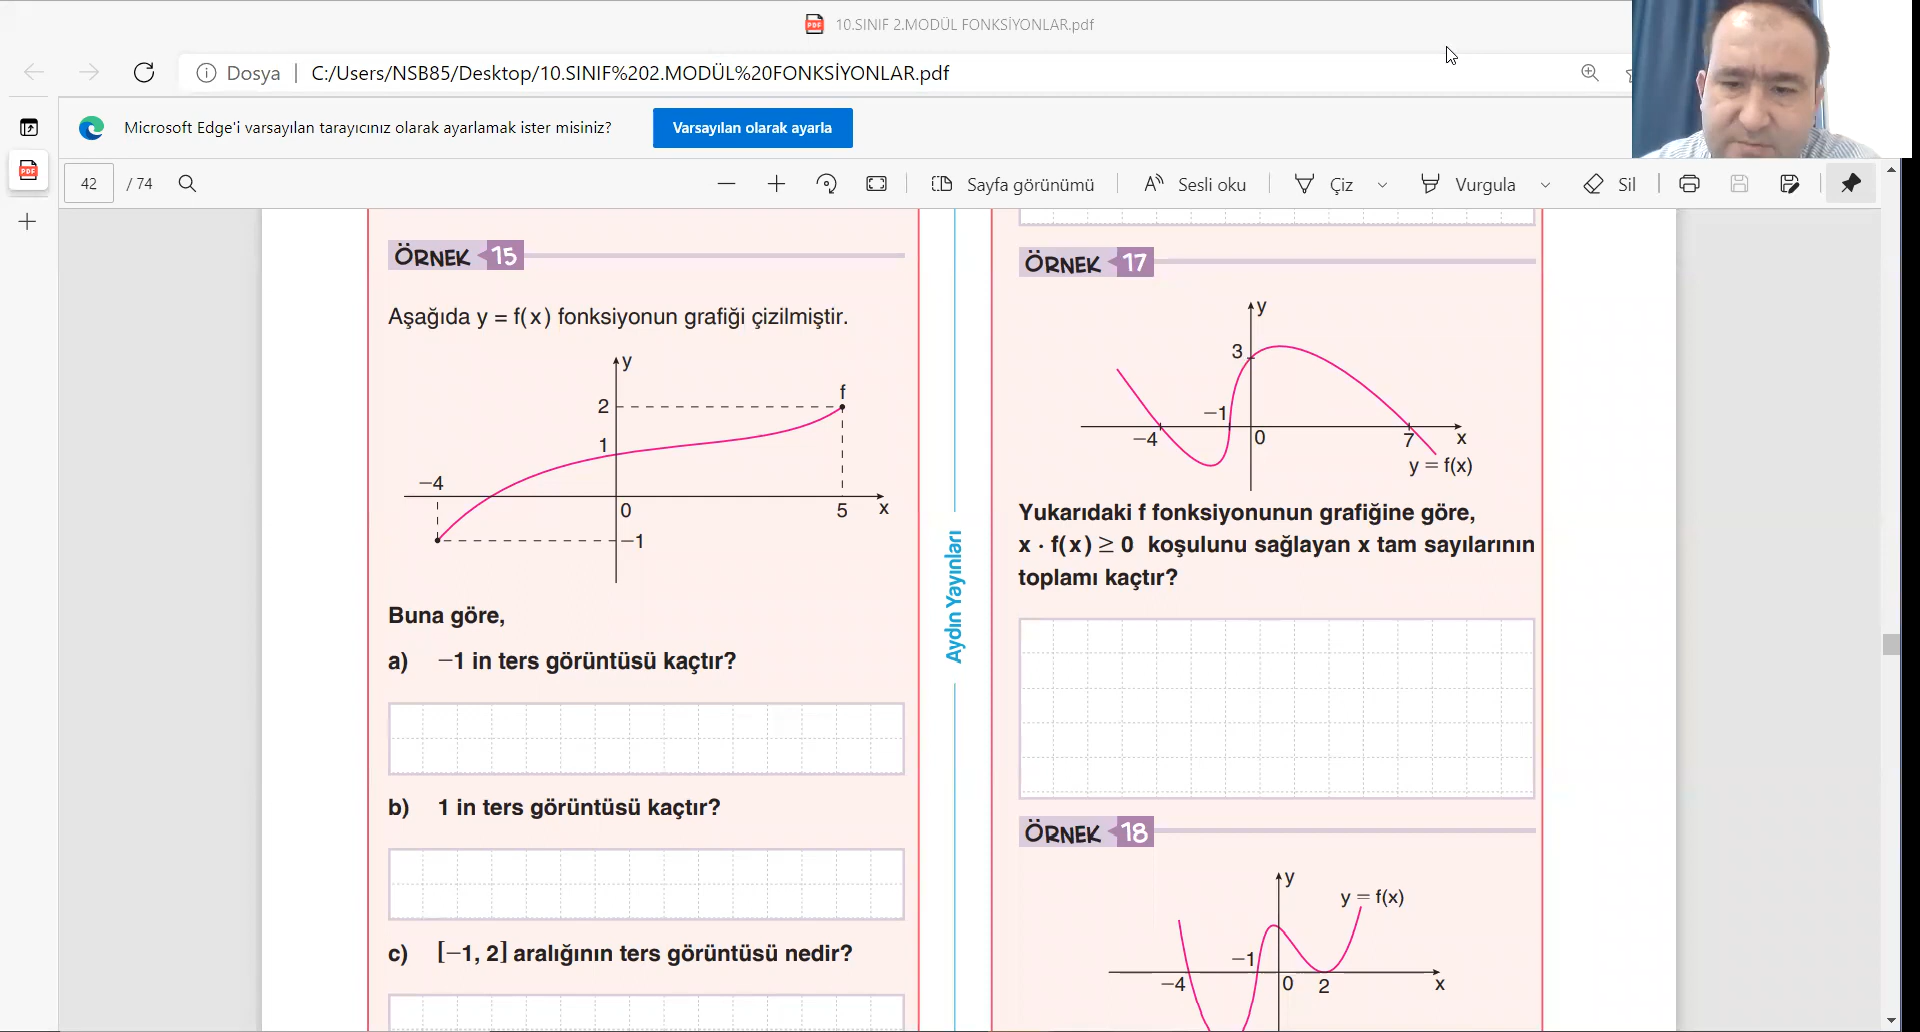 10.SINIF 2.MODÜL FONKSİYONLAR.pdf
Dosya | C:/Users/NSB85/Desktop/10.SINIF%202.MODÜL%20FONKSİYONLAR.pdf
Microsoft Edge'i varsayılan tarayıcınız olarak ayarlamak ister misiniz? Varsayılan olarak ayarla
42 / 74 Sayfa görünümü Sesli oku Çiz Vurgula Sil
ÖRNEK 15
Aşağıda y = f(x) fonksiyonun grafiği çizilmiştir.
y
f
2
1
−4
0 5 x
−1
Buna göre,
a) −1 in ters görüntüsü kaçtır?
b) 1 in ters görüntüsü kaçtır?
c) [−1, 2] aralığının ters görüntüsü nedir?
Aydın Yayınları
ÖRNEK 17
y
3
−1
−4 0 7 x
y = f(x)
Yukarıdaki f fonksiyonunun grafiğine göre,
x · f(x) ≥ 0 koşulunu sağlayan x tam sayılarının
toplamı kaçtır?
ÖRNEK 18
y
y = f(x)
−1
−4 0 2 x